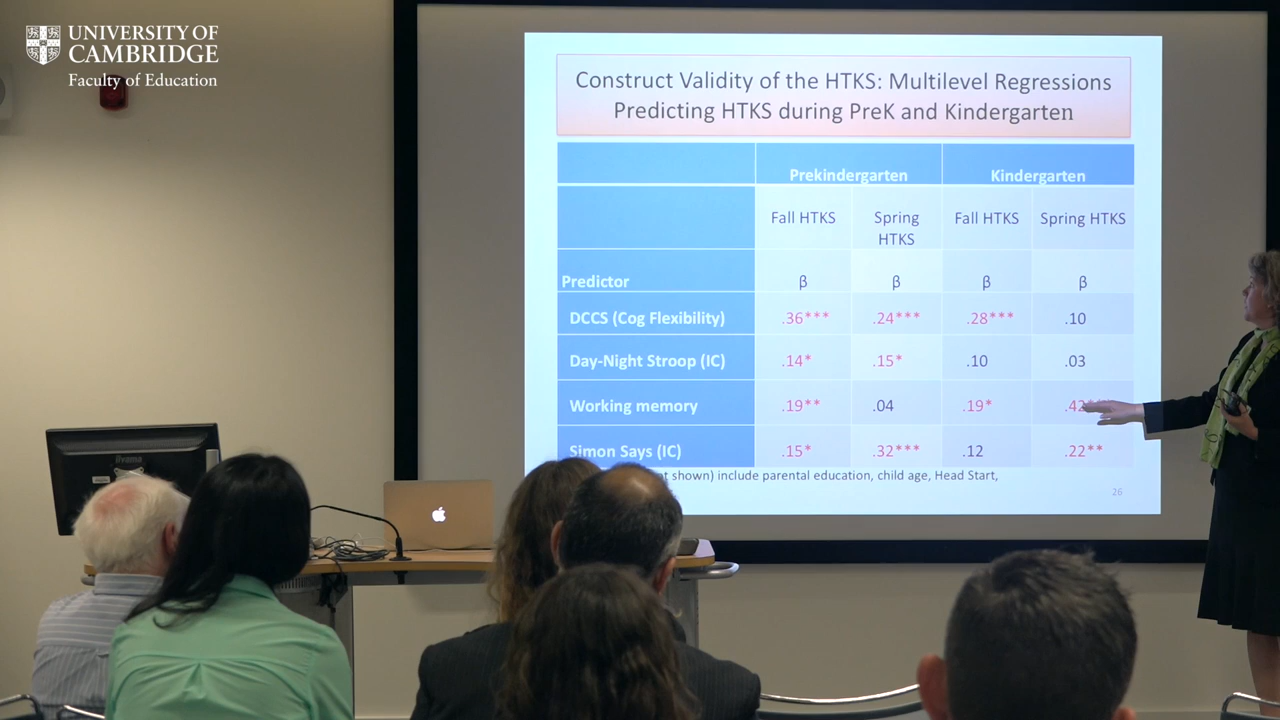 UNIVERSITY OF
CAMBRIDGE
Faculty of Education
Construct Validity of the HTKS: Multilevel Regressions
Predicting HTKS during PreK and Kindergarten
Prekindergarten Kindergarten
Fall HTKS Spring HTKS Fall HTKS Spring HTKS
Predictor β β β β
DCCS (Cog Flexibility) .36*** .24*** .28*** .10
Day-Night Stroop (IC) .14* .15* .10 .03
Working memory .19** .04 .19* .42
Simon Says (IC) .15* .32*** .12 .22**
shown) include parental education, child age, Head Start,
26
iiyama